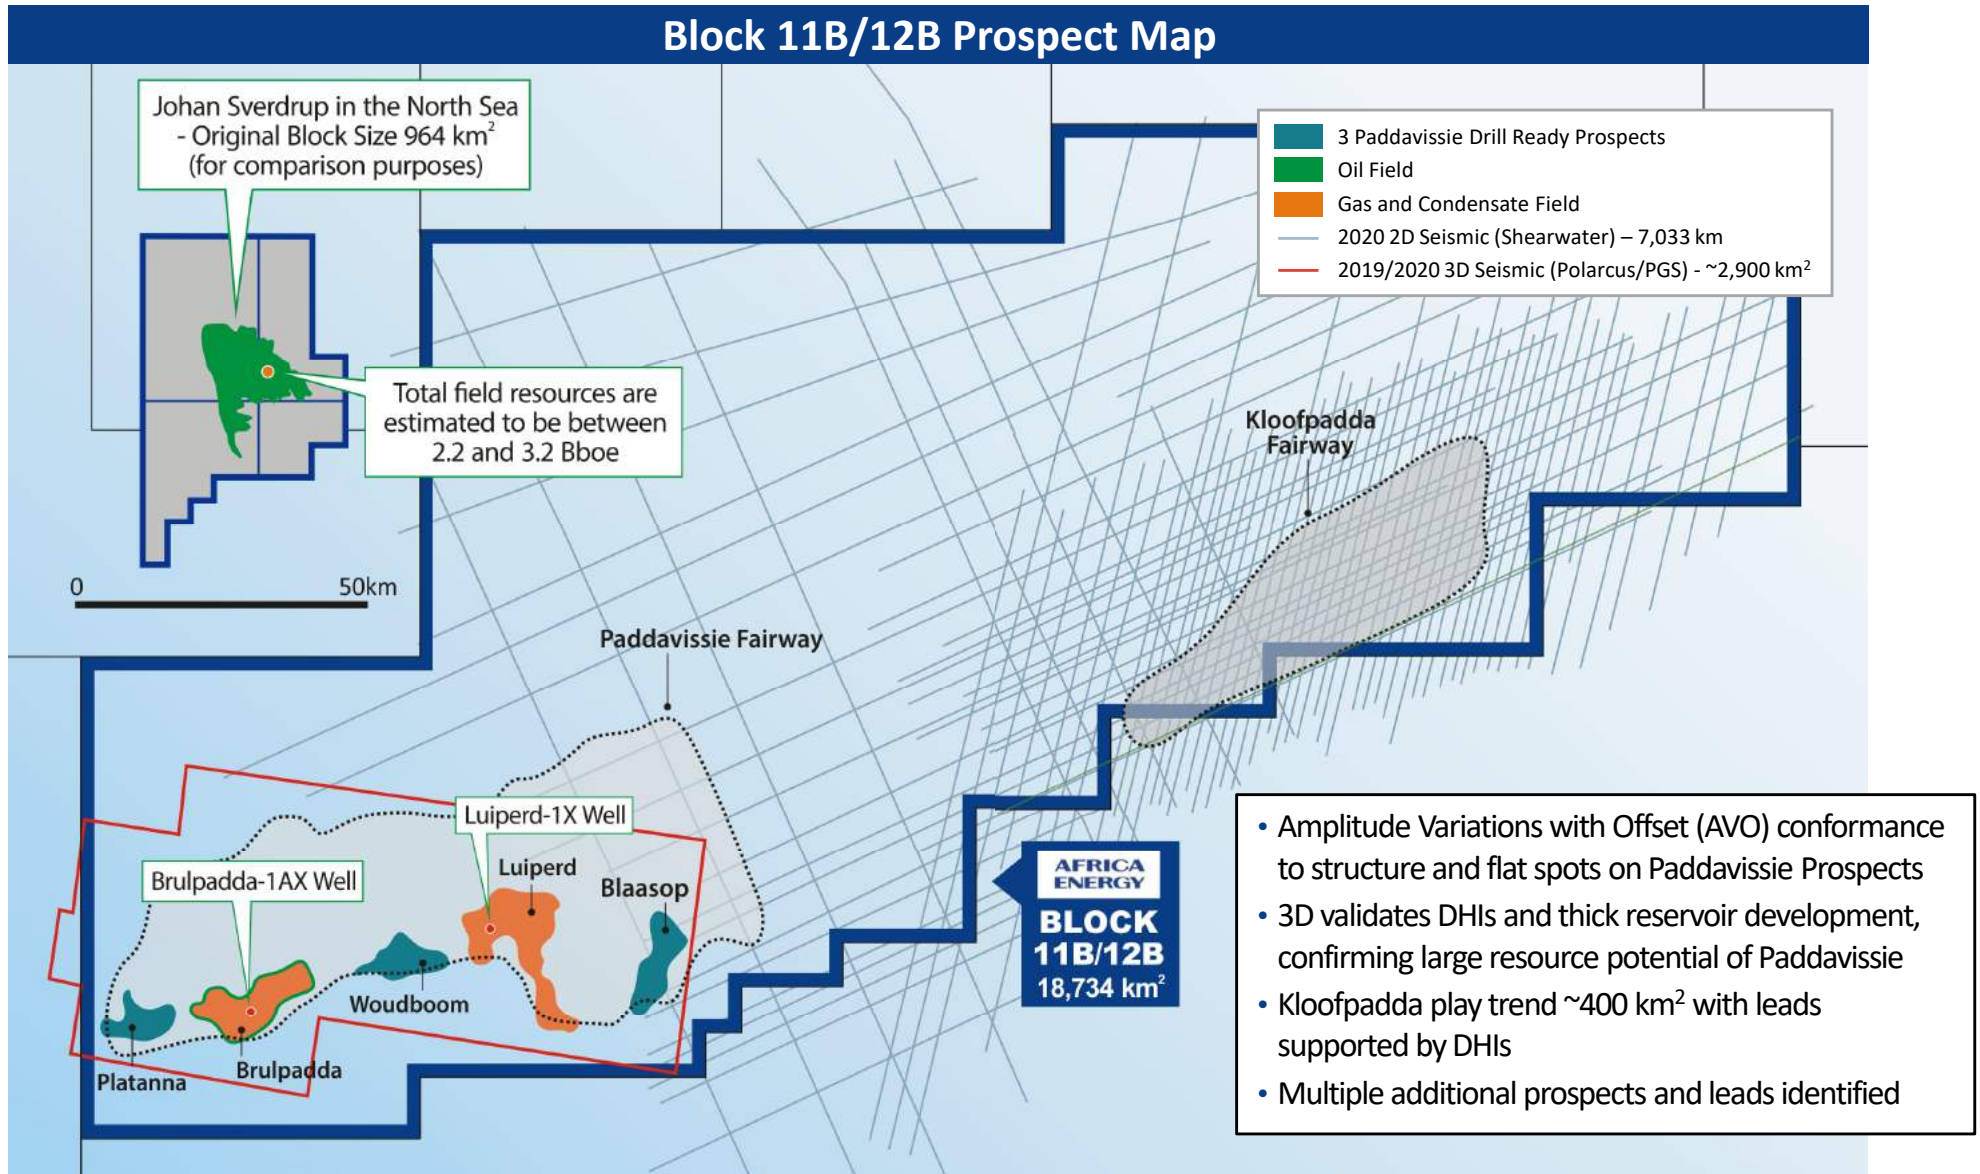 Block 11B/12B Prospect Map
Johan Sverdrup in the North Sea
- Original Block Size 964 km²
(for comparison purposes)
3 Paddavissie Drill Ready Prospects
Oil Field
Gas and Condensate Field
2020 2D Seismic (Shearwater) – 7,033 km
2019/2020 3D Seismic (Polarcus/PGS) - ~2,900 km²
Total field resources are
estimated to be between
2.2 and 3.2 Bboe
Kloofpadda
Fairway
0
50km
Paddavissie Fairway
Luiperd-1X Well
Brulpadda-1AX Well
Luiperd
Blaasop
Woudboom
Platanna
Brulpadda
AFRICA
ENERGY
BLOCK
11B/12B
18,734 km²
• Amplitude Variations with Offset (AVO) conformance
to structure and flat spots on Paddavissie Prospects
• 3D validates DHIs and thick reservoir development,
confirming large resource potential of Paddavissie
• Kloofpadda play trend ~400 km² with leads
supported by DHIs
• Multiple additional prospects and leads identified